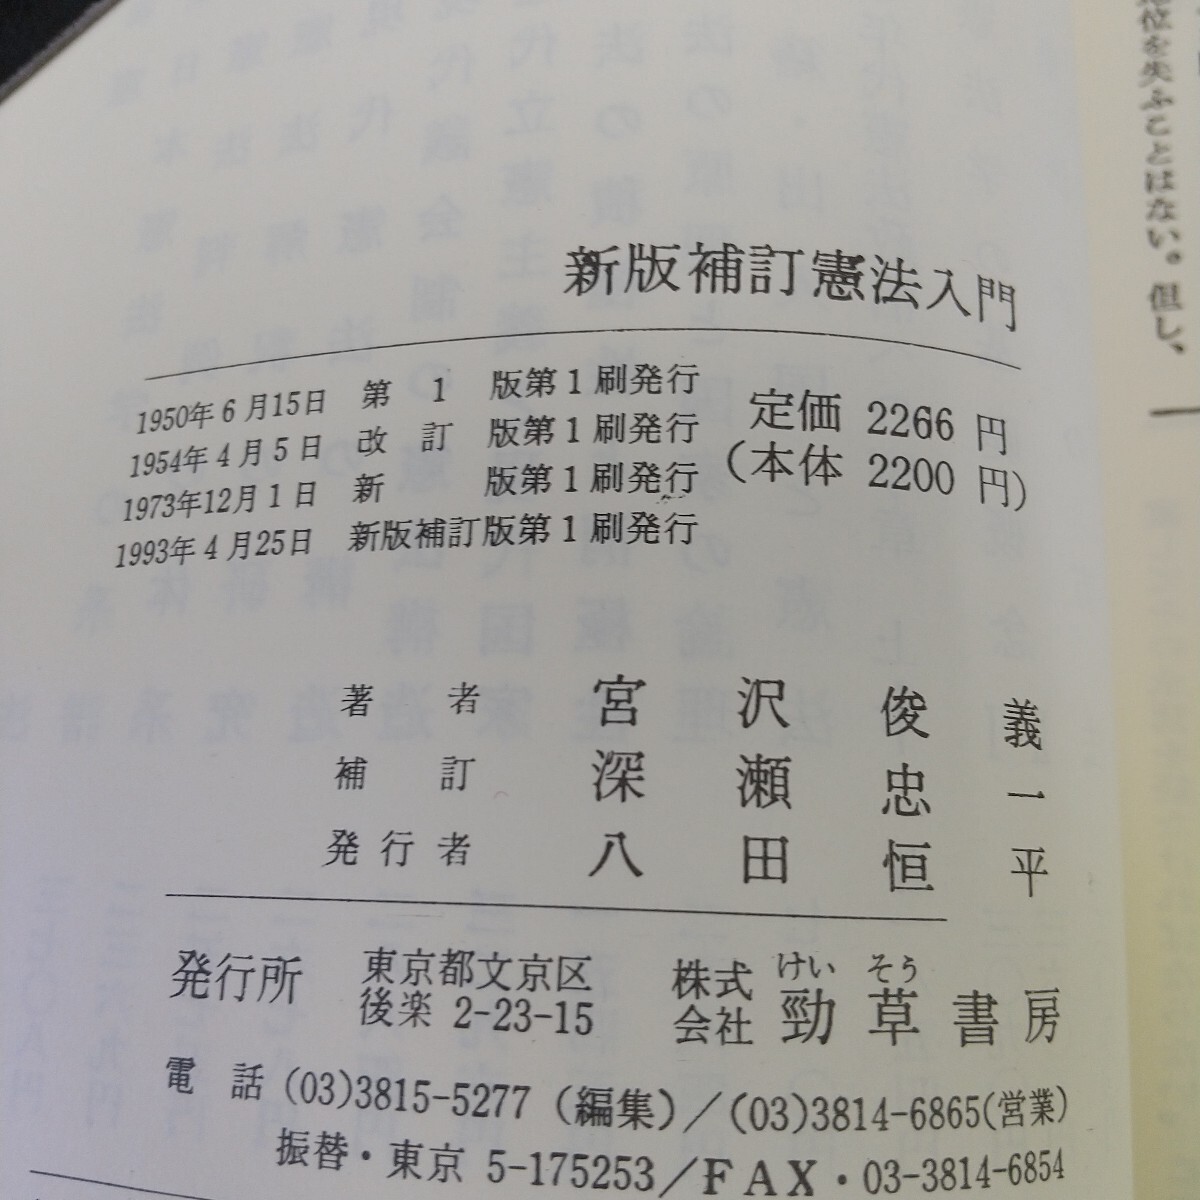 新版補訂憲法入門
1950年6月15日 第1版第1刷発行
1954年4月5日 改訂版第1刷発行
1973年12月1日 新版第1刷発行
1993年4月25日 新版補訂版第1刷発行
定価 2266 円
(本体 2200 円)
著者 宮沢俊義
補訂 深瀬忠一
発行者 八田恒平
発行所 東京都文京区
後楽 2-23-15
株式
会社
けいそう
勁草書房
電話 (03)3815-5277 (編集)/(03)3814-6865(営業)
振替・東京 5-175253/FAX・03-3814-6854
位を失ふことはない。但し、